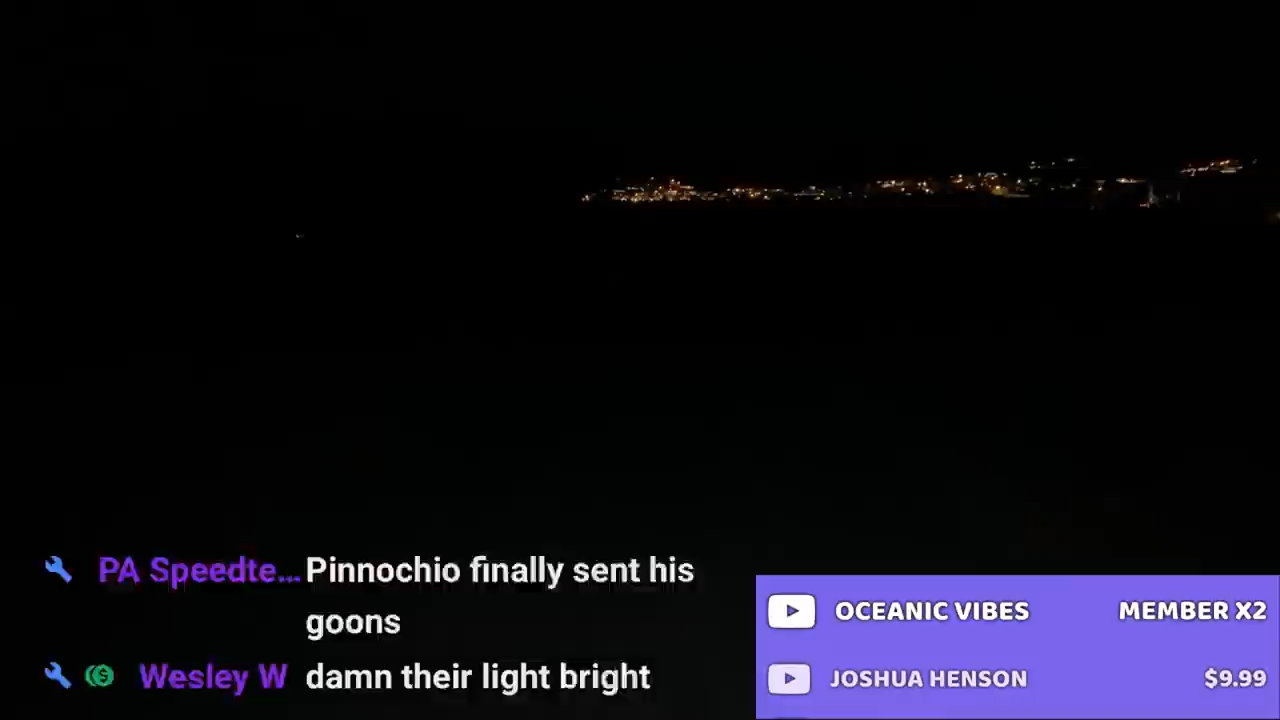 PA Speedte... Pinnochio finally sent his
goons
Wesley W damn their light bright
OCEANIC VIBES MEMBER X2
JOSHUA HENSON $9.99